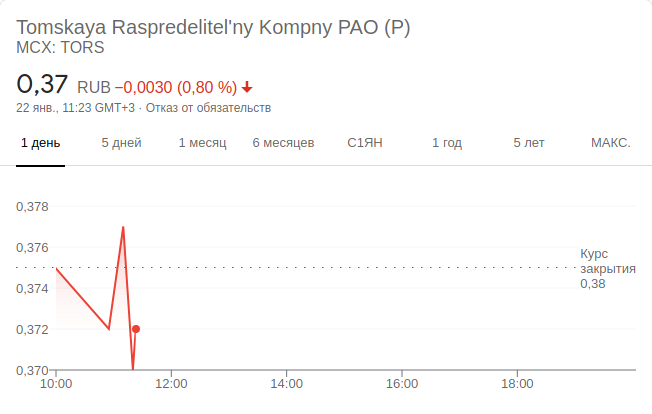 Tomskaya Raspredelitel'ny Kompny PAO (P)
MCX: TORS
0,37 RUB −0,0030 (0,80 %)
22 янв., 11:23 GMT+3 · Отказ от обязательств
1 день 5 дней 1 месяц 6 месяцев С1ЯН 1 год 5 лет МАКС.
0,378
0,376
Курс
закрытия
0,38
0,374
0,372
0,370
10:00 12:00 14:00 16:00 18:00